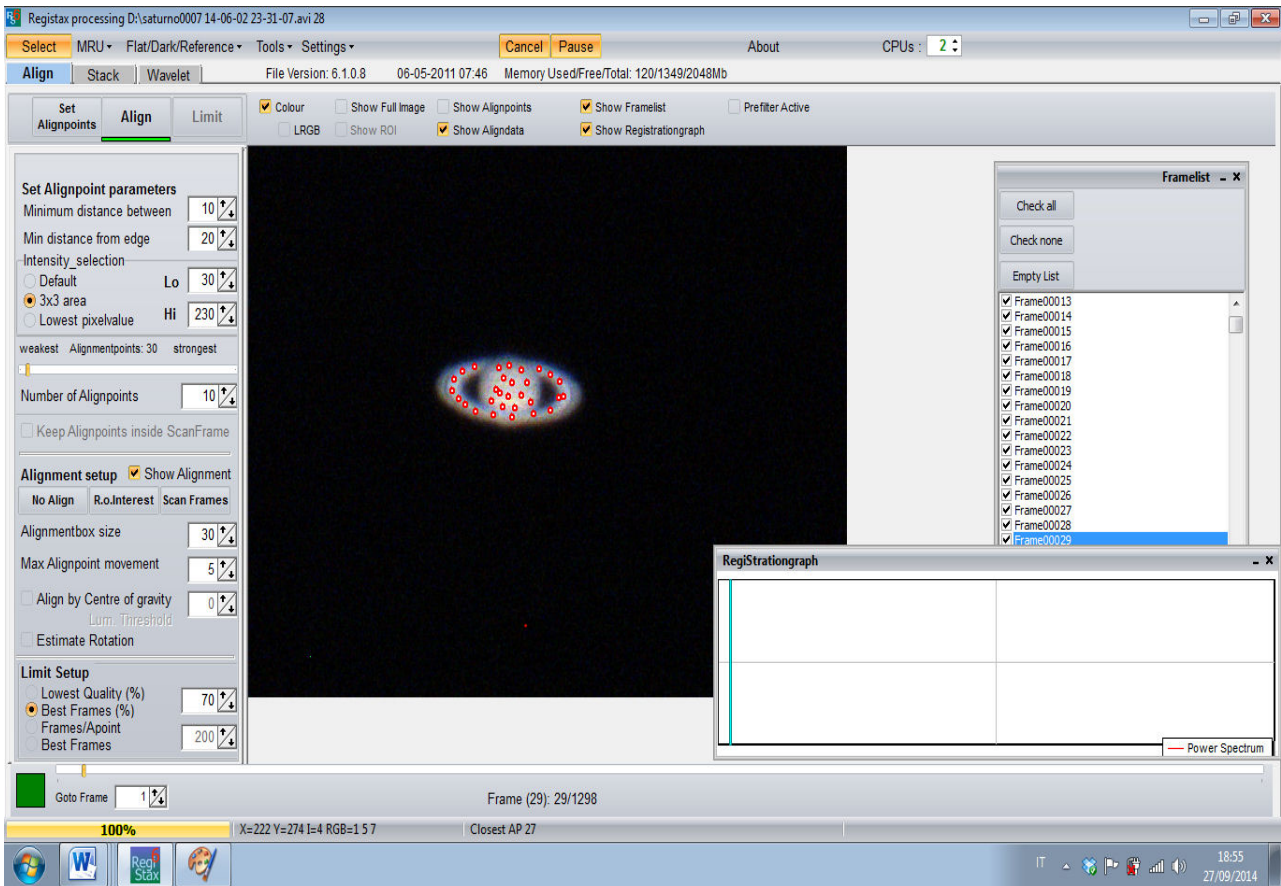 Registax processing D:\saturno0007 14-06-02 23-31-07.avi 28
Select MRU Flat/Dark/Reference Tools Settings Cancel Pause About CPUs : 2
Align Stack Wavelet File Version: 6.1.0.8 06-05-2011 07:46 Memory Used/Free/Total: 120/1349/2048Mb
Set Alignpoints Align Limit
Colour Show Full Image Show Alignpoints Show Framelist Prefilter Active
LRGB Show ROI Show Aligndata Show Registrationgraph
Set Alignpoint parameters
Minimum distance between 10
Min distance from edge 20
Intensity_selection
Default Lo 30
3x3 area
Lowest pixelvalue Hi 230
weakest Alignmentpoints: 30 strongest
Number of Alignpoints 10
Keep Alignpoints inside ScanFrame
Alignment setup Show Alignment
No Align R.o.Interest Scan Frames
Alignmentbox size 30
Max Alignpoint movement 5
Align by Centre of gravity 0
Lum. Threshold
Estimate Rotation
Limit Setup
Lowest Quality (%) 70
Best Frames (%)
Frames/Apoint 200
Best Frames
Framelist
Check all
Check none
Empty List
Frame00013
Frame00014
Frame00015
Frame00016
Frame00017
Frame00018
Frame00019
Frame00020
Frame00021
Frame00022
Frame00023
Frame00024
Frame00025
Frame00026
Frame00027
Frame00028
Frame00029
RegiStrationgraph
Power Spectrum
Goto Frame 1 Frame (29): 29/1298
100% X=222 Y=274 I=4 RGB=1 5 7 Closest AP 27
W
Regi Stax 6
IT 18:55
27/09/2014